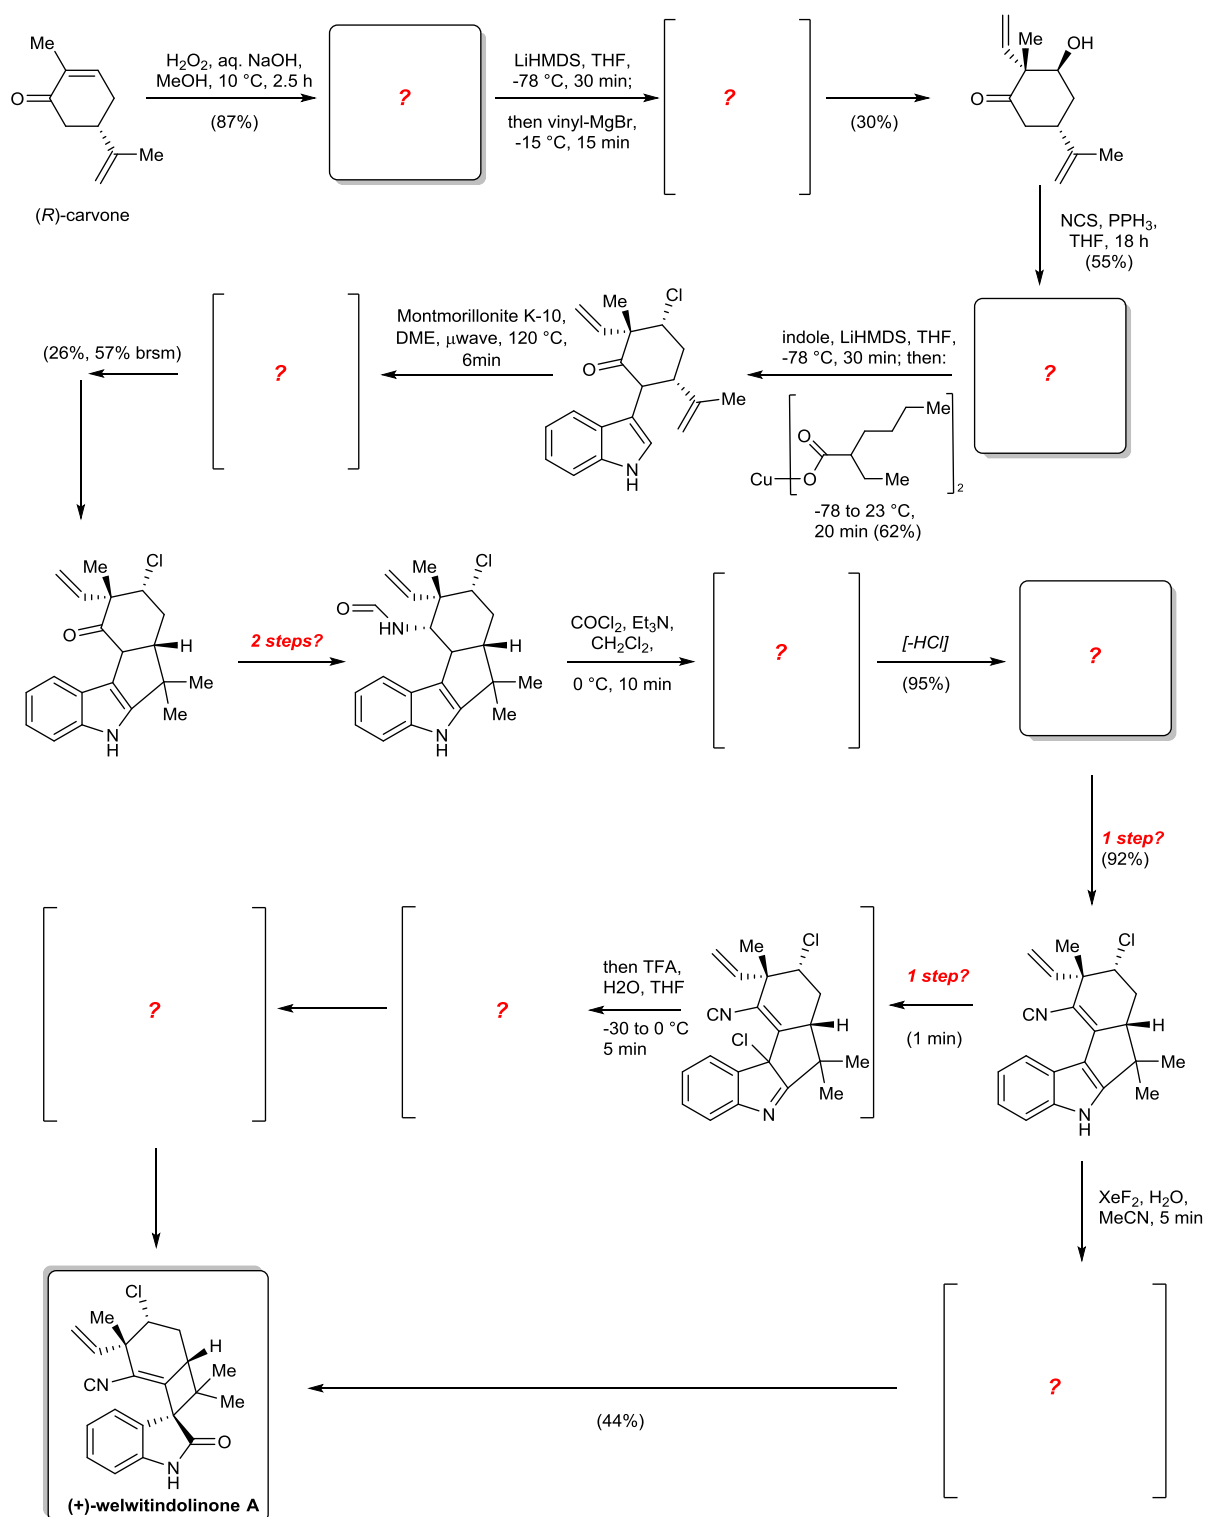 Me
O
Me
(R)-carvone
H2O2, aq. NaOH,
MeOH, 10 °C, 2.5 h
(87%)
?
LiHMDS, THF,
-78 °C, 30 min;
then vinyl-MgBr,
-15 °C, 15 min
?
(30%)
Me
OH
O
Me
NCS, PPH3,
THF, 18 h
(55%)
?
indole, LiHMDS, THF,
-78 °C, 30 min; then:
Me
O
O
Me
Cu
2
-78 to 23 °C,
20 min (62%)
Me
Cl
O
Me
N
H
Montmorillonite K-10,
DME, μwave, 120 °C,
6min
?
(26%, 57% brsm)
Me
Cl
O
H
Me
Me
N
H
2 steps?
Me
Cl
O
HN
H
Me
Me
N
H
COCl2, Et3N,
CH2Cl2,
0 °C, 10 min
?
[-HCl]
(95%)
?
1 step?
(92%)
Me
Cl
CN
H
Me
Me
N
H
1 step?
(1 min)
Me
Cl
CN
Cl
H
Me
Me
N
then TFA,
H2O, THF
-30 to 0 °C
5 min
?
?
XeF2, H2O,
MeCN, 5 min
?
(44%)
Cl
Me
H
Me
CN
Me
O
N
H
(+)-welwitindolinone A